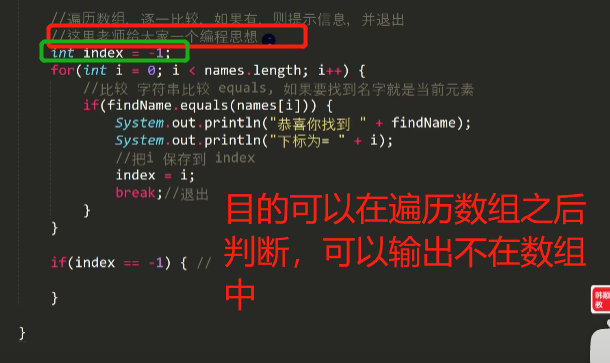 //遍历数组，逐一比较，如果有，则提示信息，并退出
//这里老师给大家一个编程思想
int index = -1;
for(int i = 0; i < names.length; i++) {
//比较 字符串比较 equals, 如果要找到名字就是当前元素
if(findName.equals(names[i])) {
System.out.println("恭喜你找到 " + findName);
System.out.println("下标为= " + i);
//把i 保存到 index
index = i;
break;//退出
}
}
if(index == -1) { //
}
}
目的可以在遍历数组之后
判断，可以输出不在数组
中